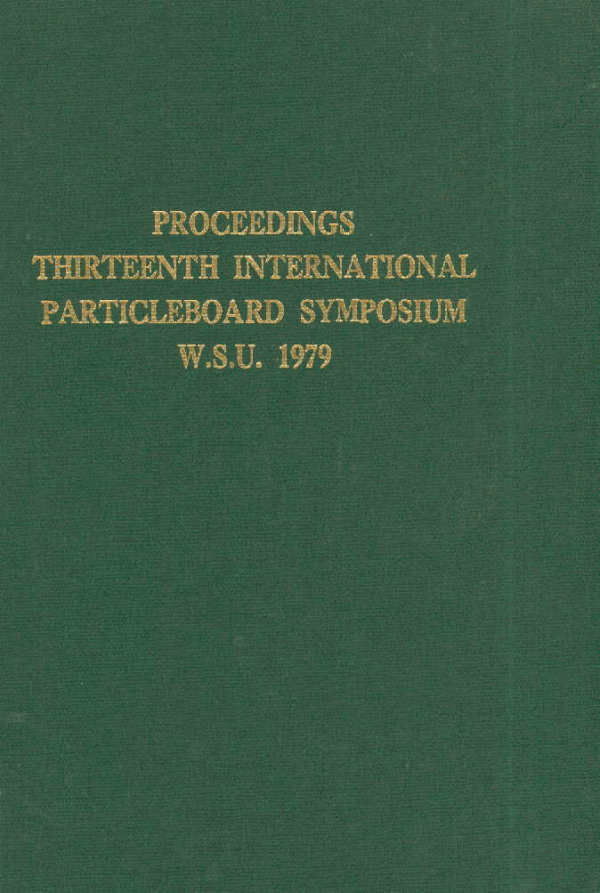 PROCEEDINGS
THIRTEENTH INTERNATIONAL
PARTICLEBOARD SYMPOSIUM
W.S.U. 1979